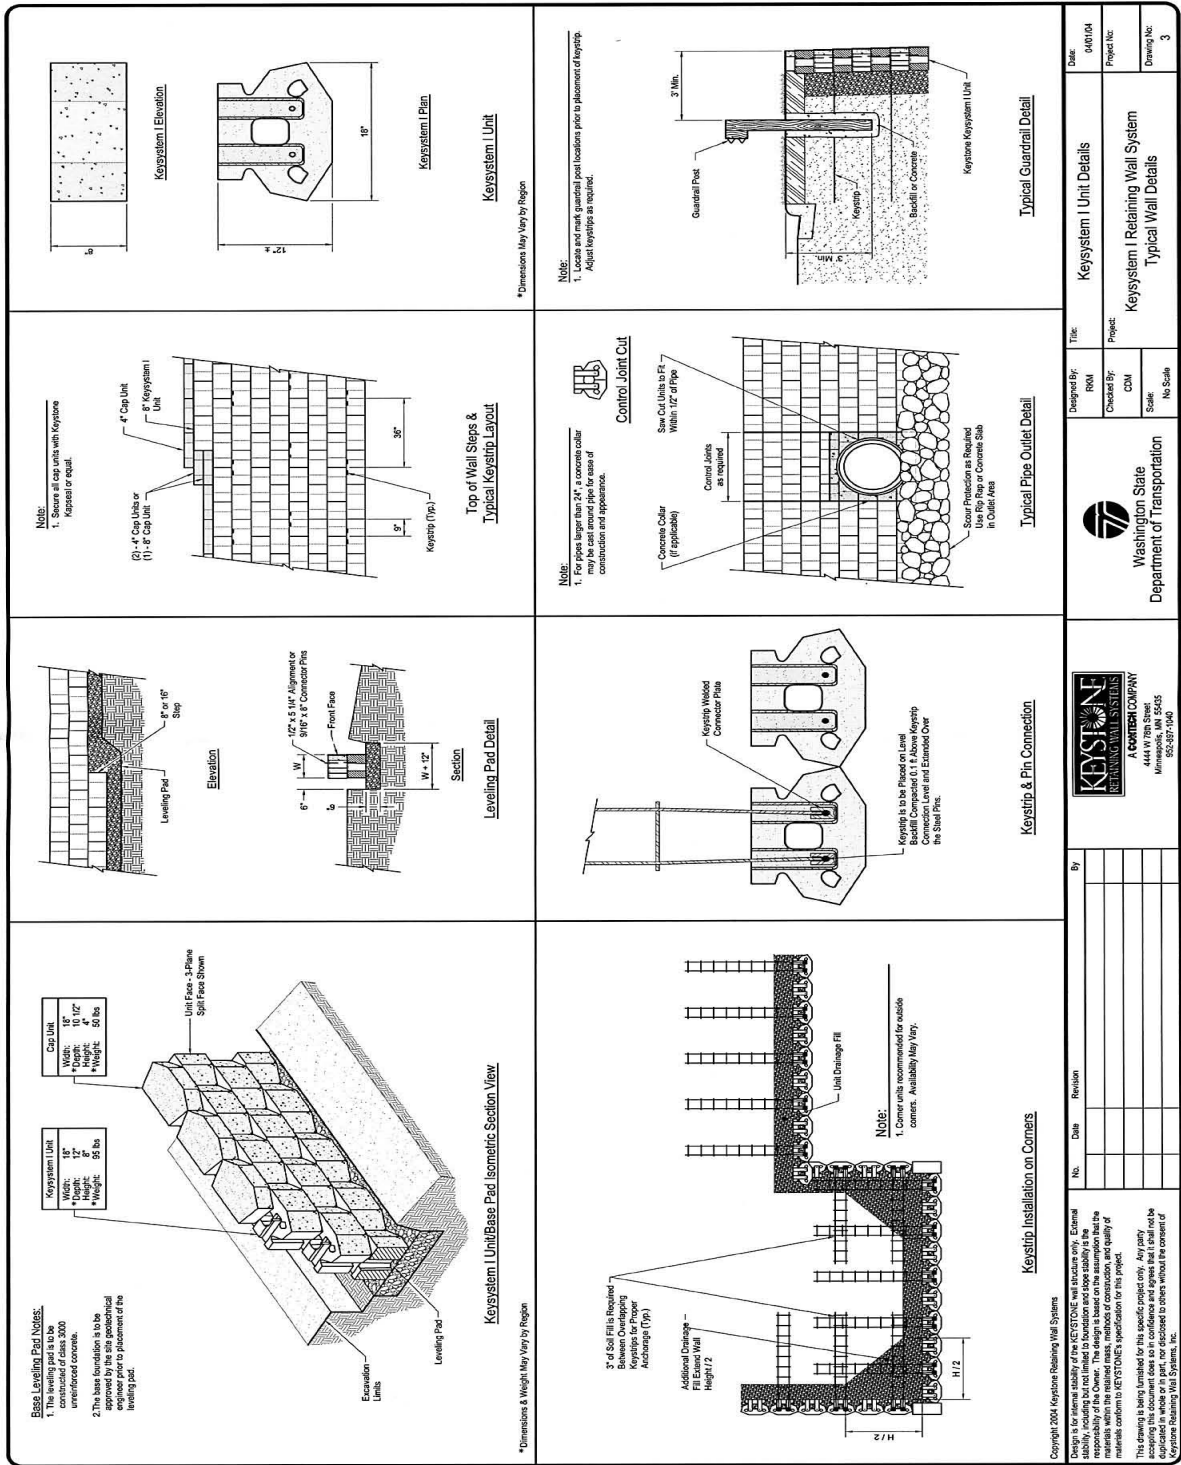 Base Leveling Pad Notes:
1. The leveling pad is to be
constructed of class 3000
unreinforced concrete.
2. The base foundation is to be
approved by the site geotechnical
engineer prior to placement of the
leveling pad.
Keysystem I Unit
Width: 18"
*Depth: 12"
Height: 8"
*Weight: 95 lbs
Cap Unit
Width: 18"
*Depth: 10 1/2"
Height: 4"
*Weight: 50 lbs
Unit Face - 3-Plane
Split Face Shown
Excavation
Limits
Leveling Pad
Keysystem I Unit/Base Pad Isometric Section View
*Dimensions & Weight May Vary by Region
Leveling Pad
8" or 16"
Step
Elevation
1/2" x 5 1/4" Alignment or
9/16" x 8" Connector Pins
Front Face
W
6"
6"
W + 12"
Section
Leveling Pad Detail
Note:
1. Secure all cap units with Keystone
Kapseal or equal.
4" Cap Unit
8" Keysystem I
Unit
(2) - 4" Cap Units or
(1) - 8" Cap Unit
9"
36"
Keystrip (Typ.)
Top of Wall Steps &
Typical Keystrip Layout
8"
Keysystem I Elevation
12" ±
18"
Keysystem I Plan
Keysystem I Unit
*Dimensions May Vary by Region
3" of Soil Fill is Required
Between Overlapping
Keystrips for Proper
Anchorage (Typ.)
Additional Drainage
Fill Extend Wall
Height / 2
Unit Drainage Fill
Note:
1. Corner units recommended for outside
corners. Availability May Vary.
H / 2
H / 2
Keystrip Installation on Corners
Keystrip Welded
Connector Plate
Keystrip is to be Placed on Level
Backfill Compacted 0.1 ft Above Keystrip
Connection Level and Extended Over
the Steel Pins.
Keystrip & Pin Connection
Note:
1. For pipes larger than 24", a concrete collar
may be cast around pipe for ease of
construction and appearance.
Control Joint Cut
Concrete Collar
(if applicable)
Control Joints
as required
Saw Cut Units to Fit
Within 1/2" of Pipe
Scour Protection as Required
Use Rip Rap or Concrete Slab
in Outlet Area
Typical Pipe Outlet Detail
Note:
1. Locate and mark guardrail post locations prior to placement of keystrip.
Adjust keystrips as required.
Guardrail Post
3' Min.
3' Min.
Keystrip
Backfill or Concrete
Keystone Keysystem I Unit
Typical Guardrail Detail
Copyright 2004 Keystone Retaining Wall Systems
Design is for internal stability of the KEYSTONE wall structure only. External
stability, including but not limited to foundation and slope stability is the
responsibility of the Owner. The design is based on the assumption that the
materials within the retained mass, methods of construction, and quality of
materials conform to KEYSTONE's specification for this project.
This drawing is being furnished for this specific project only. Any party
accepting this document does so in confidence and agrees that it shall not be
duplicated in whole or in part, nor disclosed to others without the consent of
Keystone Retaining Wall Systems, Inc.
No. Date Revision By
KEYSTONE
RETAINING WALL SYSTEMS
A CONTECH COMPANY
4444 W 78th Street
Minneapolis, MN 55435
952-897-1040
Washington State
Department of Transportation
Designed By:
RKM
Checked By:
CDM
Scale:
No Scale
Title:
Keysystem I Unit Details
Project:
Keysystem I Retaining Wall System
Typical Wall Details
Date:
04/01/04
Project No:
Drawing No:
3